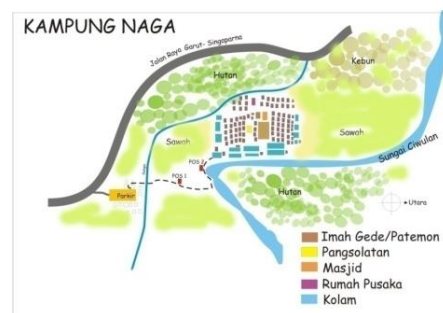 KAMPUNG NAGA
Jalan Raya Garut- Singaparna
Kebun
Hutan
Sawah
Sawah
Sungai Ciwulan
POS 2
POS 1
Parkir
Hutan
Utara
Imah Gede/Patemon
Pangsolatan
Masjid
Rumah Pusaka
Kolam